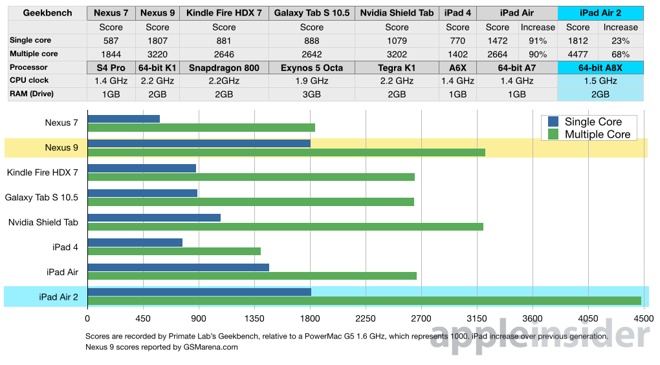 Geekbench Nexus 7 Nexus 9 Kindle Fire HDX 7 Galaxy Tab S 10.5 Nvidia Shield Tab iPad 4 iPad Air iPad Air 2
Score Score Score Score Score Score Score Increase Score Increase
Single core 587 1807 881 888 1079 770 1472 91% 1812 23%
Multiple core 1844 3220 2646 2642 3202 1402 2664 90% 4477 68%
Processor S4 Pro 64-bit K1 Snapdragon 800 Exynos 5 Octa Tegra K1 A6X 64-bit A7 64-bit A8X
CPU clock 1.4 GHz 2.2 GHz 2.2GHz 1.9 GHz 2.2 GHz 1.4 GHz 1.4 GHz 1.5 GHz
RAM (Drive) 1GB 2GB 2GB 3GB 2GB 1GB 1GB 2GB
Single Core
Multiple Core
Nexus 7
Nexus 9
Kindle Fire HDX 7
Galaxy Tab S 10.5
Nvidia Shield Tab
iPad 4
iPad Air
iPad Air 2
0 450 900 1350 1800 2250 2700 3150 3600 4050 4500
Scores are recorded by Primate Lab's Geekbench, relative to a PowerMac G5 1.6 GHz, which represents 1000. iPad increase over previous generation.
Nexus 9 scores reported by GSMarena.com
appleinsider